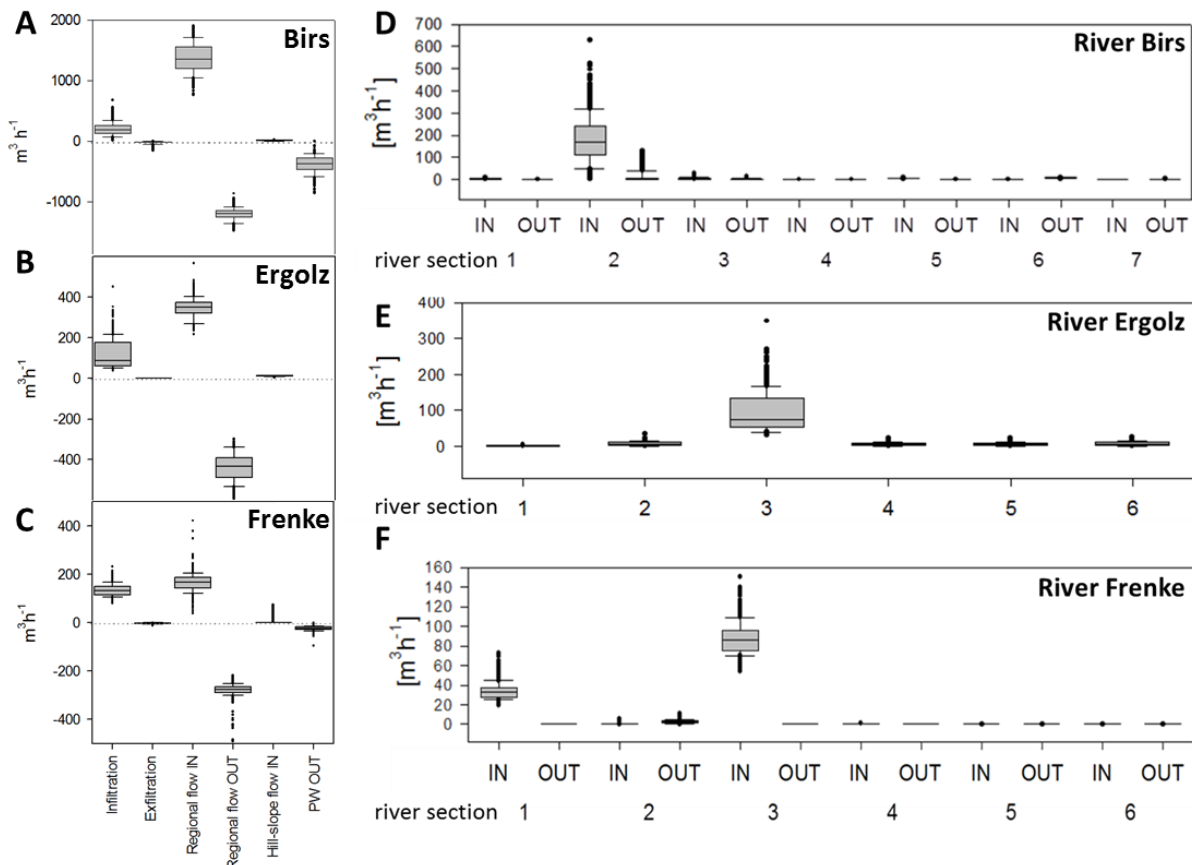 A
Birs
2000
1000
0
-1000
m³ h⁻¹
B
Ergolz
400
200
0
-200
-400
m³h⁻¹
C
Frenke
400
200
0
-200
-400
m³h⁻¹
Infiltration
Exfiltration
Regional flow IN
Regional flow OUT
Hill-slope flow IN
PW OUT
D
River Birs
700
600
500
400
300
200
100
0
[m³h⁻¹]
IN OUT IN OUT IN OUT IN OUT IN OUT IN OUT IN OUT
river section 1 2 3 4 5 6 7
E
River Ergolz
400
300
200
100
0
[m³h⁻¹]
river section 1 2 3 4 5 6
F
River Frenke
160
140
120
100
80
60
40
20
0
[m³h⁻¹]
IN OUT IN OUT IN OUT IN OUT IN OUT IN OUT
river section 1 2 3 4 5 6